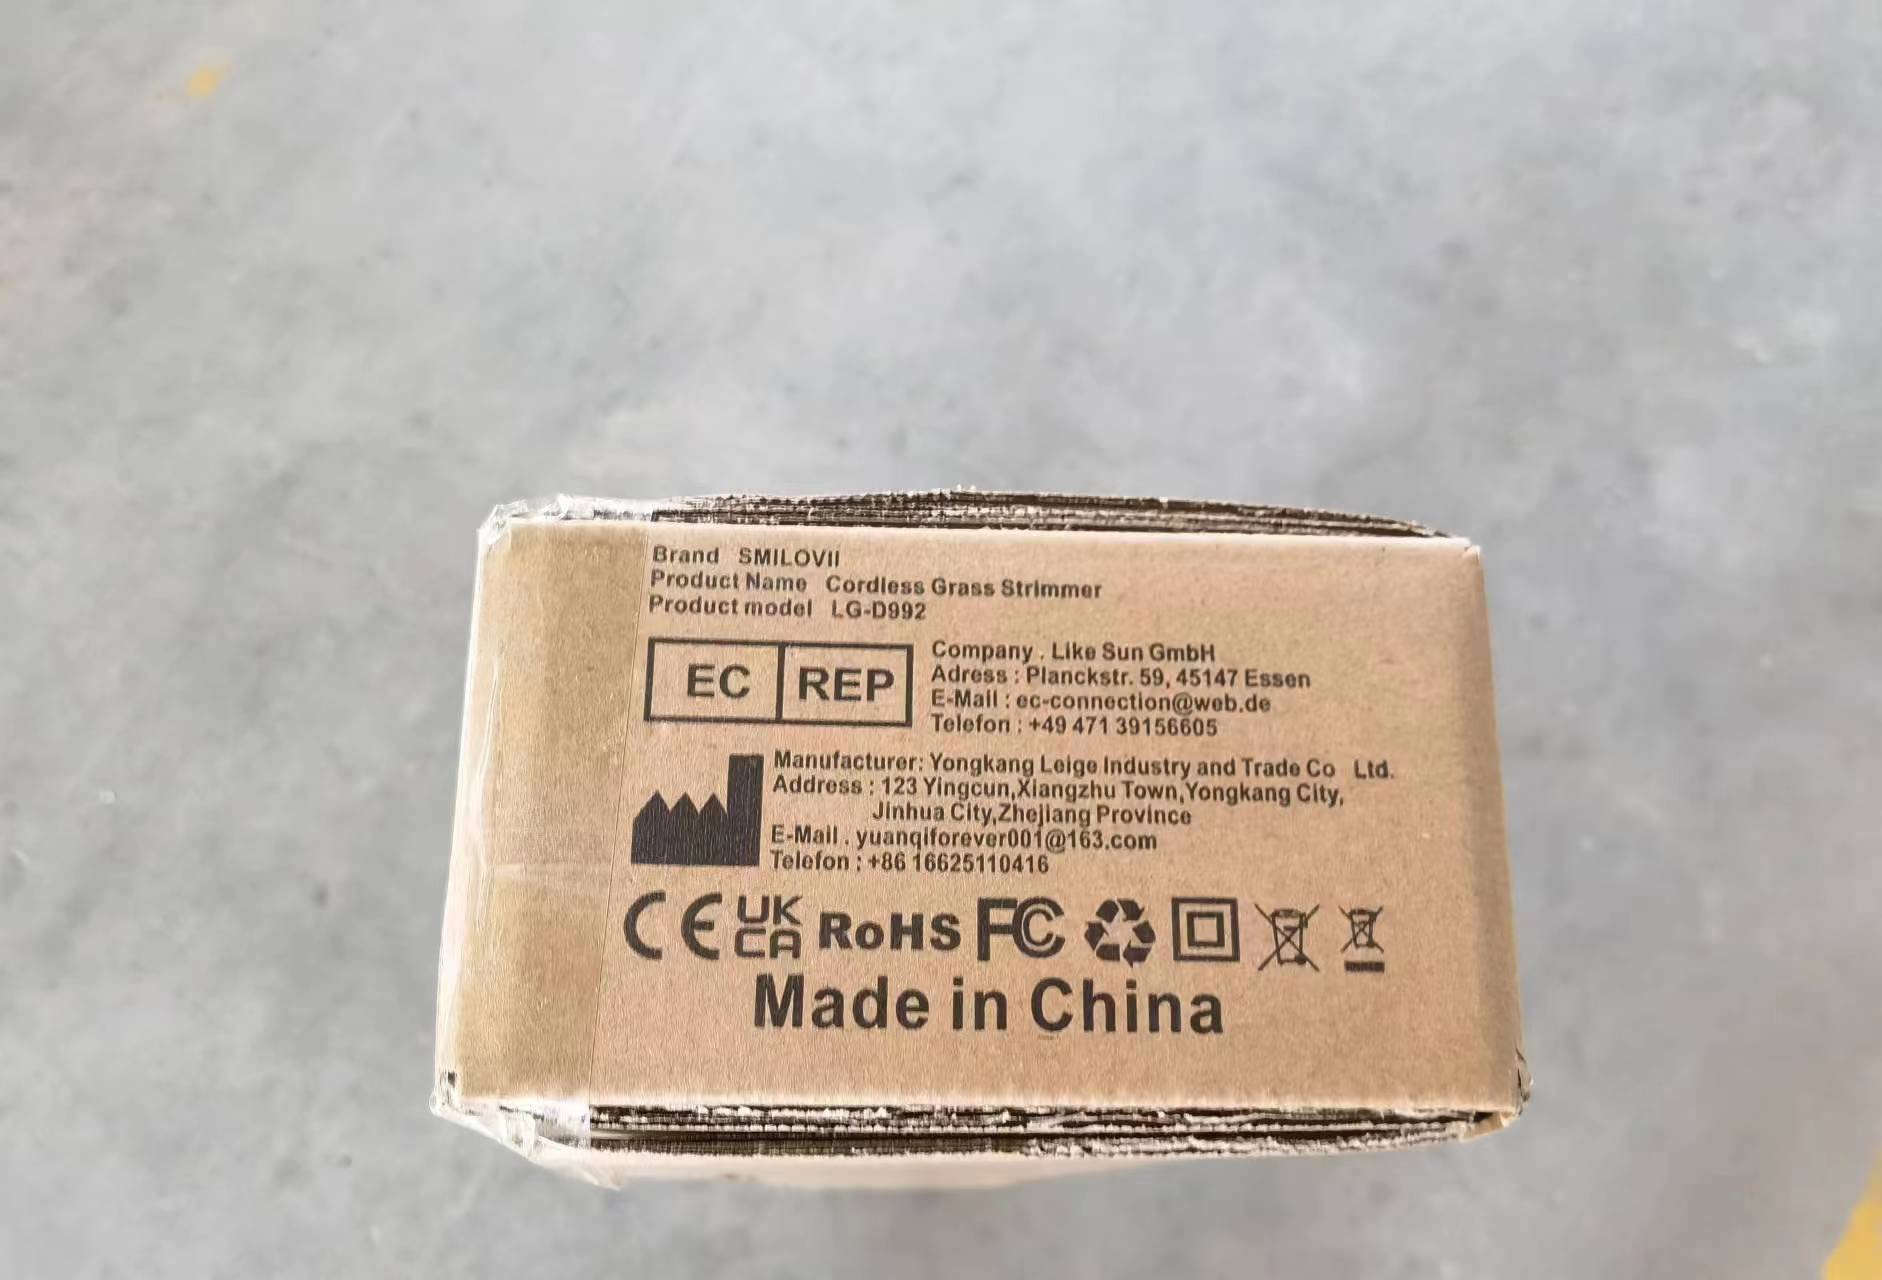 Brand SMILOVII
Product Name Cordless Grass Strimmer
Product model LG-D992
EC REP
Company . Like Sun GmbH
Adress : Planckstr. 59, 45147 Essen
E-Mail : ec-connection@web.de
Telefon : +49 471 39156605
Manufacturer: Yongkang Leige Industry and Trade Co Ltd.
Address : 123 Yingcun,Xiangzhu Town,Yongkang City,
Jinhua City,Zhejiang Province
E-Mail . yuanqiforever001@163.com
Telefon : +86 16625110416
CE UK CA RoHS FC
Made in China